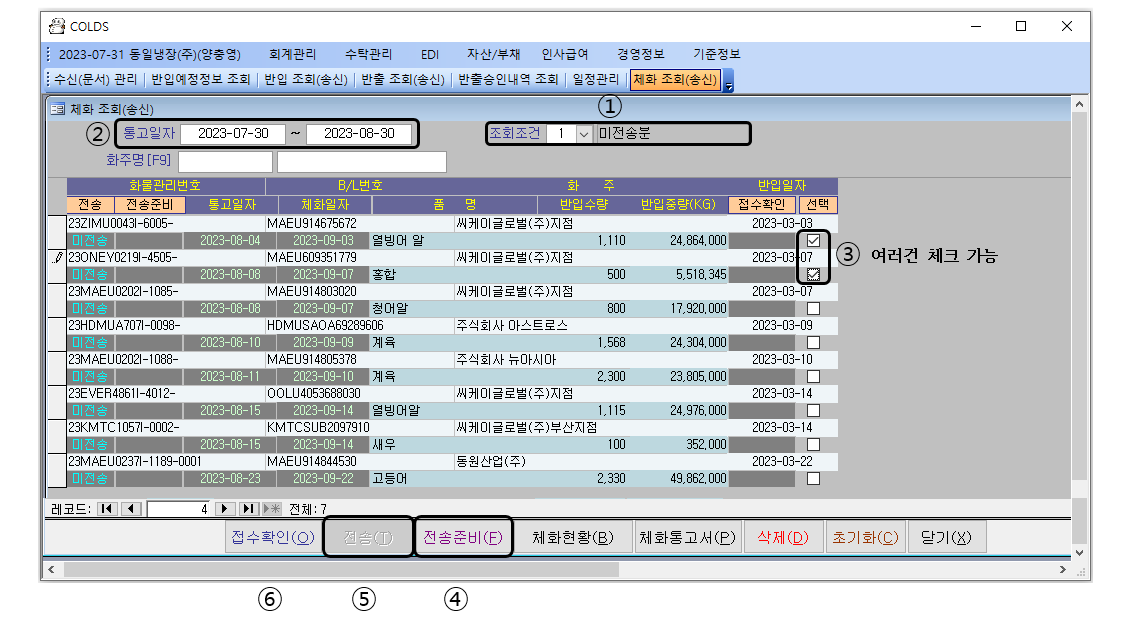 COLDS
2023-07-31 동일냉장(주)(양충영) 회계관리 수탁관리 EDI 자산/부채 인사급여 경영정보 기준정보
수신(문서) 관리 반입예정정보 조회 반입 조회(송신) 반출 조회(송신) 반출승인내역 조회 일정관리 체화 조회(송신)
체화 조회(송신) ①
② 통고일자 2023-07-30 ~ 2023-08-30 조회조건 1 미전송분
화주명[F9]
화물관리번호 B/L번호 화 주 반입일자
전송 전송준비 통고일자 체화일자 품 명 반입수량 반입중량(KG) 접수확인 선택
23ZIMU0043I-6005- MAEU914675672 씨케이글로벌(주)지점 2023-03-03
미전송 2023-08-04 2023-09-03 열빙어 알 1,110 24,864,000
23ONEY0219I-4505- MAEU609351779 씨케이글로벌(주)지점 2023-03-07
③ 여러건 체크 가능
미전송 2023-08-08 2023-09-07 홍합 500 5,518,345
23MAEU0202I-1085- MAEU914803020 씨케이글로벌(주)지점 2023-03-07
미전송 2023-08-08 2023-09-07 청어알 800 17,920,000
23HDMUA707I-0098- HDMUSAOA69289606 주식회사 아스트로스 2023-03-09
미전송 2023-08-10 2023-09-09 계육 1,568 24,304,000
23MAEU0202I-1088- MAEU914805378 주식회사 뉴아시아 2023-03-10
미전송 2023-08-11 2023-09-10 계육 2,300 23,805,000
23EVER4861I-4012- OOLU4053688030 씨케이글로벌(주)지점 2023-03-14
미전송 2023-08-15 2023-09-14 열빙어알 1,115 24,976,000
23KMTC1057I-0002- KMTCSUB2097910 씨케이글로벌(주)부산지점 2023-03-14
미전송 2023-08-15 2023-09-14 새우 100 352,000
23MAEU0237I-1189-0001 MAEU914844530 동원산업(주) 2023-03-22
미전송 2023-08-23 2023-09-22 고등어 2,330 49,862,000
레코드: 4 전체: 7
접수확인(O) 전송(T) 전송준비(F) 체화현황(B) 체화통고서(P) 삭제(D) 초기화(C) 닫기(X)
⑥ ⑤ ④